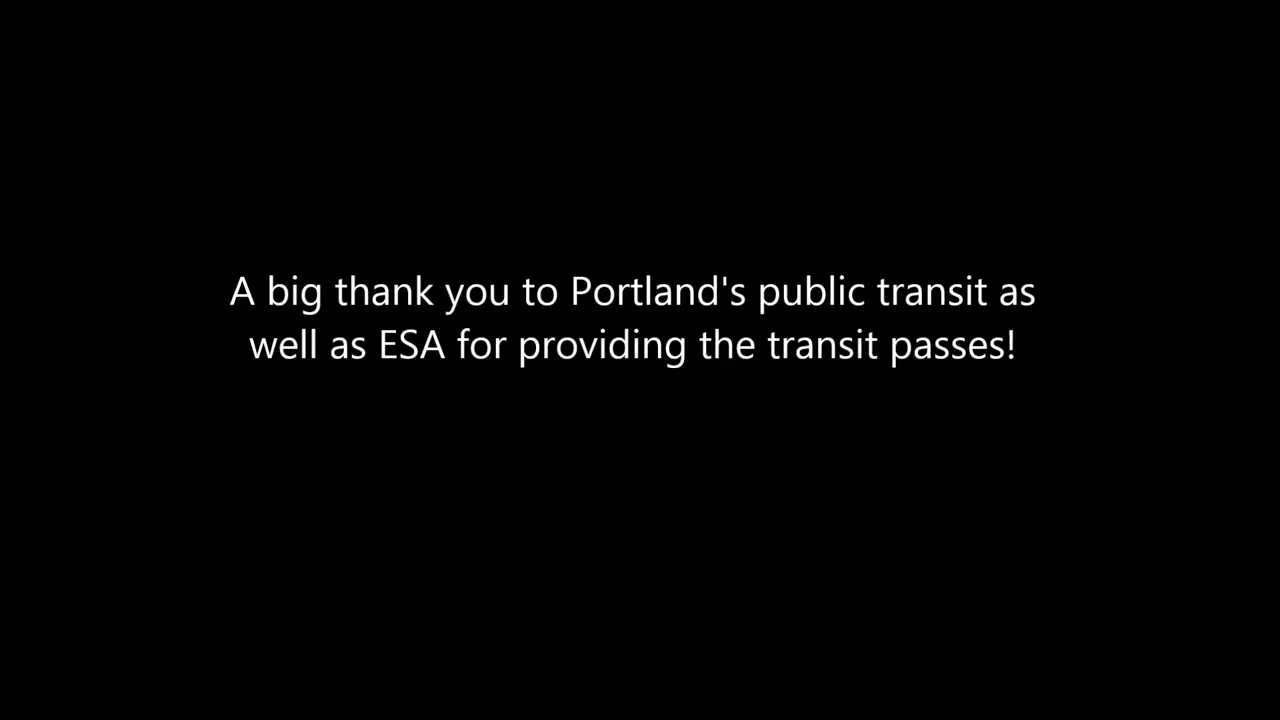 A big thank you to Portland's public transit as
well as ESA for providing the transit passes!